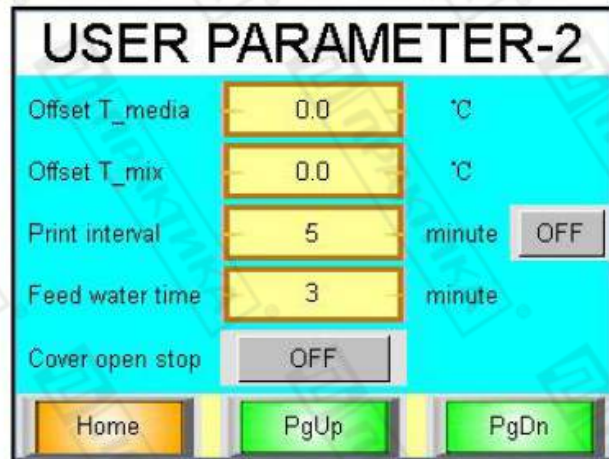 USER PARAMETER-2
Offset T_media 0.0 °C
Offset T_mix 0.0 °C
Print interval 5 minute OFF
Feed water time 3 minute
Cover open stop OFF
Home PgUp PgDn
ПРАКТИКА